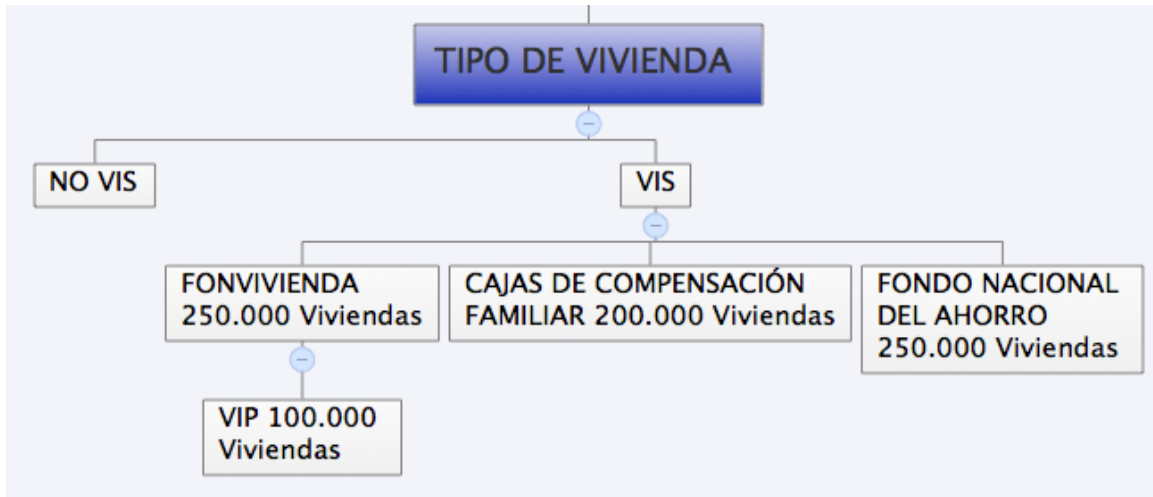 TIPO DE VIVIENDA
NO VIS
VIS
FONVIVIENDA
250.000 Viviendas
CAJAS DE COMPENSACIÓN
FAMILIAR 200.000 Viviendas
FONDO NACIONAL
DEL AHORRO
250.000 Viviendas
VIP 100.000
Viviendas